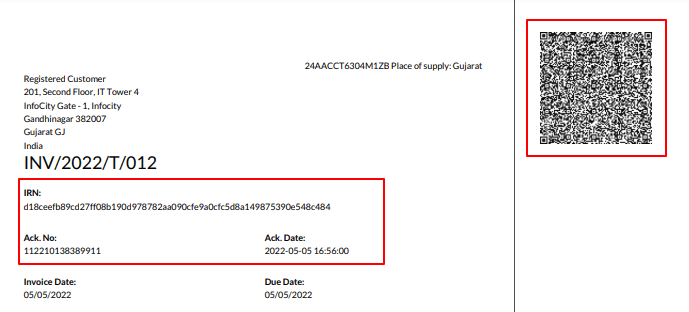 24AACCT6304M1ZB Place of supply: Gujarat
Registered Customer
201, Second Floor, IT Tower 4
InfoCity Gate - 1, Infocity
Gandhinagar 382007
Gujarat GJ
India
INV/2022/T/012
IRN:
d18ceefb89cd27ff08b190d978782aa090cfe9a0cfc5d8a149875390e548c484
Ack. No: Ack. Date:
112210138389911 2022-05-05 16:56:00
Invoice Date: Due Date:
05/05/2022 05/05/2022